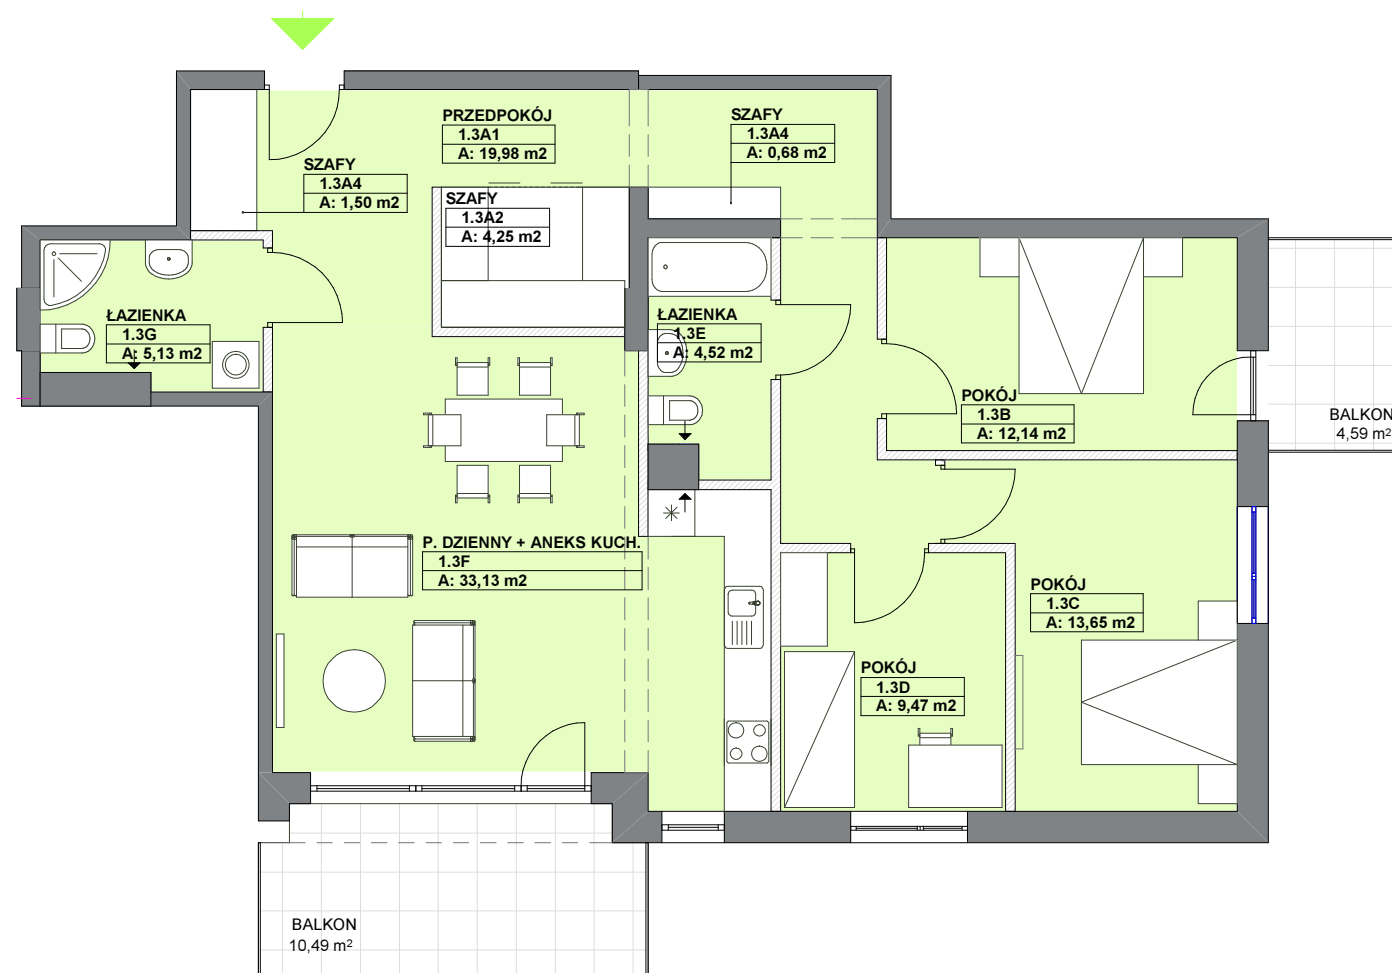 PRZEDPOKÓJ
1.3A1
A: 19,98 m2
SZAFY
1.3A4
A: 0,68 m2
SZAFY
1.3A4
A: 1,50 m2
SZAFY
1.3A2
A: 4,25 m2
ŁAZIENKA
1.3G
A: 5,13 m2
ŁAZIENKA
1.3E
A: 4,52 m2
POKÓJ
1.3B
A: 12,14 m2
BALKON
4,59 m²
P. DZIENNY + ANEKS KUCH.
1.3F
A: 33,13 m2
POKÓJ
1.3C
A: 13,65 m2
POKÓJ
1.3D
A: 9,47 m2
BALKON
10,49 m²